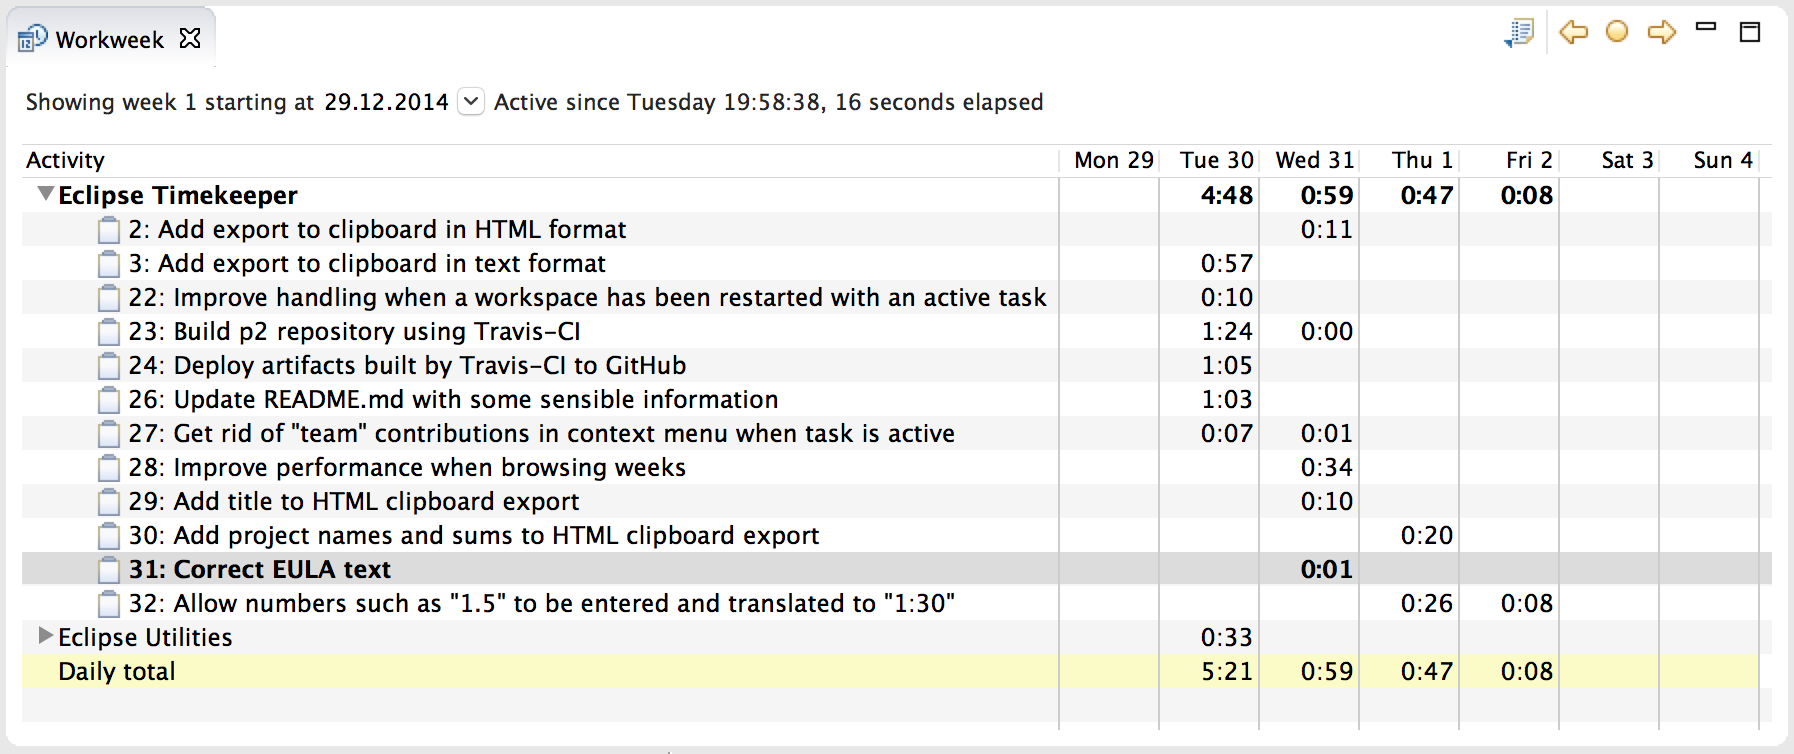 Workweek
Showing week 1 starting at 29.12.2014 Active since Tuesday 19:58:38, 16 seconds elapsed
Activity Mon 29 Tue 30 Wed 31 Thu 1 Fri 2 Sat 3 Sun 4
Eclipse Timekeeper 4:48 0:59 0:47 0:08
2: Add export to clipboard in HTML format 0:11
3: Add export to clipboard in text format 0:57
22: Improve handling when a workspace has been restarted with an active task 0:10
23: Build p2 repository using Travis-CI 1:24 0:00
24: Deploy artifacts built by Travis-CI to GitHub 1:05
26: Update README.md with some sensible information 1:03
27: Get rid of "team" contributions in context menu when task is active 0:07 0:01
28: Improve performance when browsing weeks 0:34
29: Add title to HTML clipboard export 0:10
30: Add project names and sums to HTML clipboard export 0:20
31: Correct EULA text 0:01
32: Allow numbers such as "1.5" to be entered and translated to "1:30" 0:26 0:08
Eclipse Utilities 0:33
Daily total 5:21 0:59 0:47 0:08